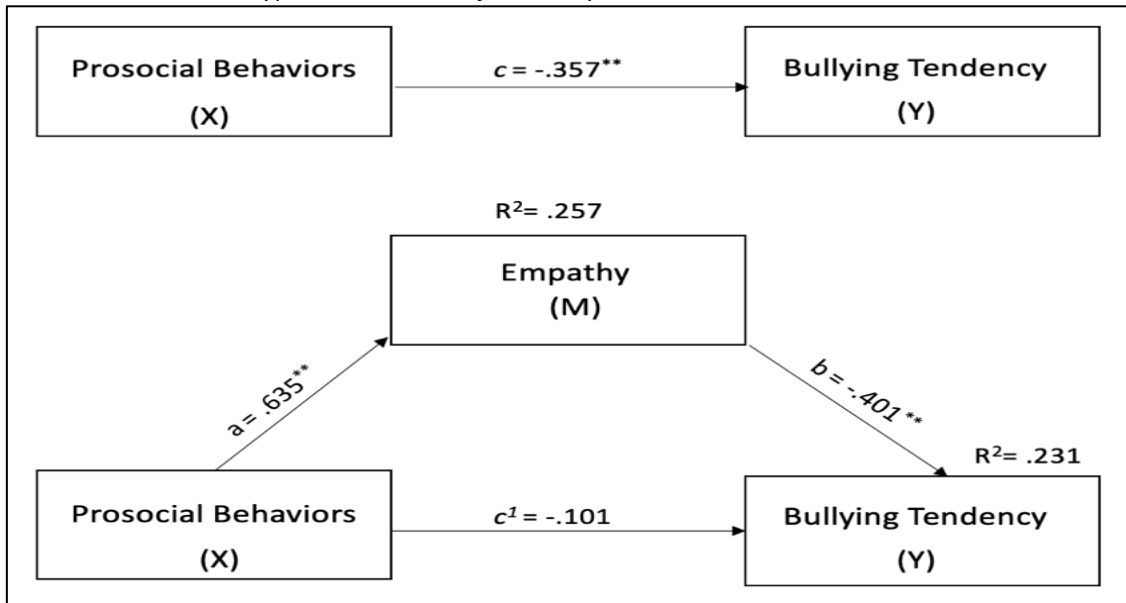 Prosocial Behaviors
(X)
c = -.357**
Bullying Tendency
(Y)
R²= .257
Empathy
(M)
a = .635**
b = -.401**
R²= .231
Prosocial Behaviors
(X)
c¹ = -.101
Bullying Tendency
(Y)